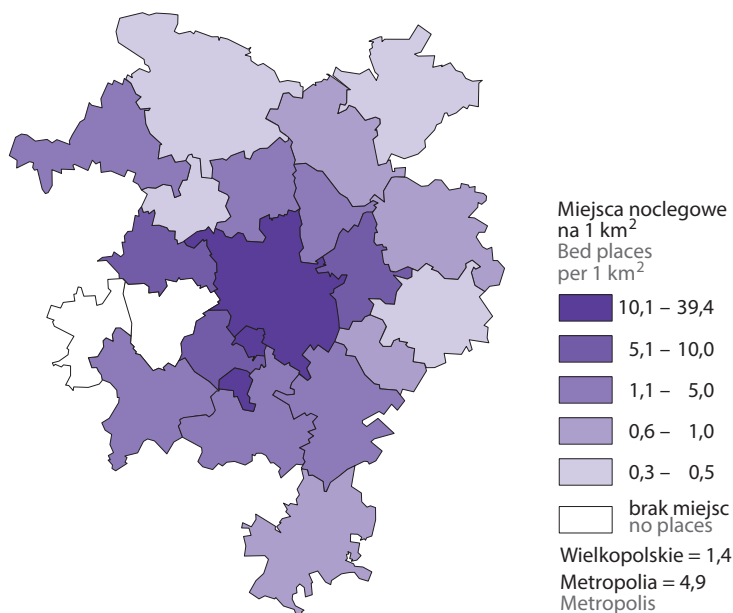 Miejsca noclegowe
na 1 km²
Bed places
per 1 km²
10,1 – 39,4
5,1 – 10,0
1,1 – 5,0
0,6 – 1,0
0,3 – 0,5
brak miejsc
no places
Wielkopolskie = 1,4
Metropolia = 4,9
Metropolis